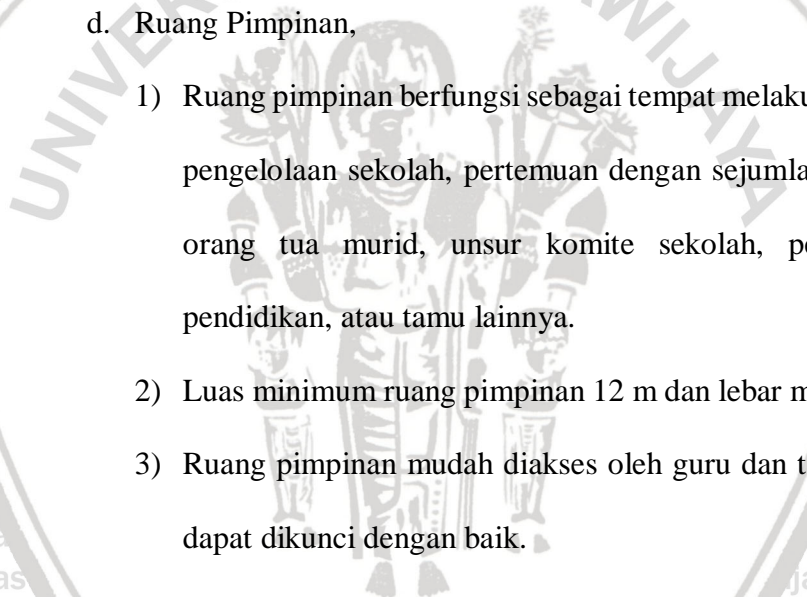 d. Ruang Pimpinan,
1) Ruang pimpinan berfungsi sebagai tempat melaku
pengelolaan sekolah, pertemuan dengan sejumla
orang tua murid, unsur komite sekolah, pe
pendidikan, atau tamu lainnya.
2) Luas minimum ruang pimpinan 12 m dan lebar m
3) Ruang pimpinan mudah diakses oleh guru dan t
dapat dikunci dengan baik.